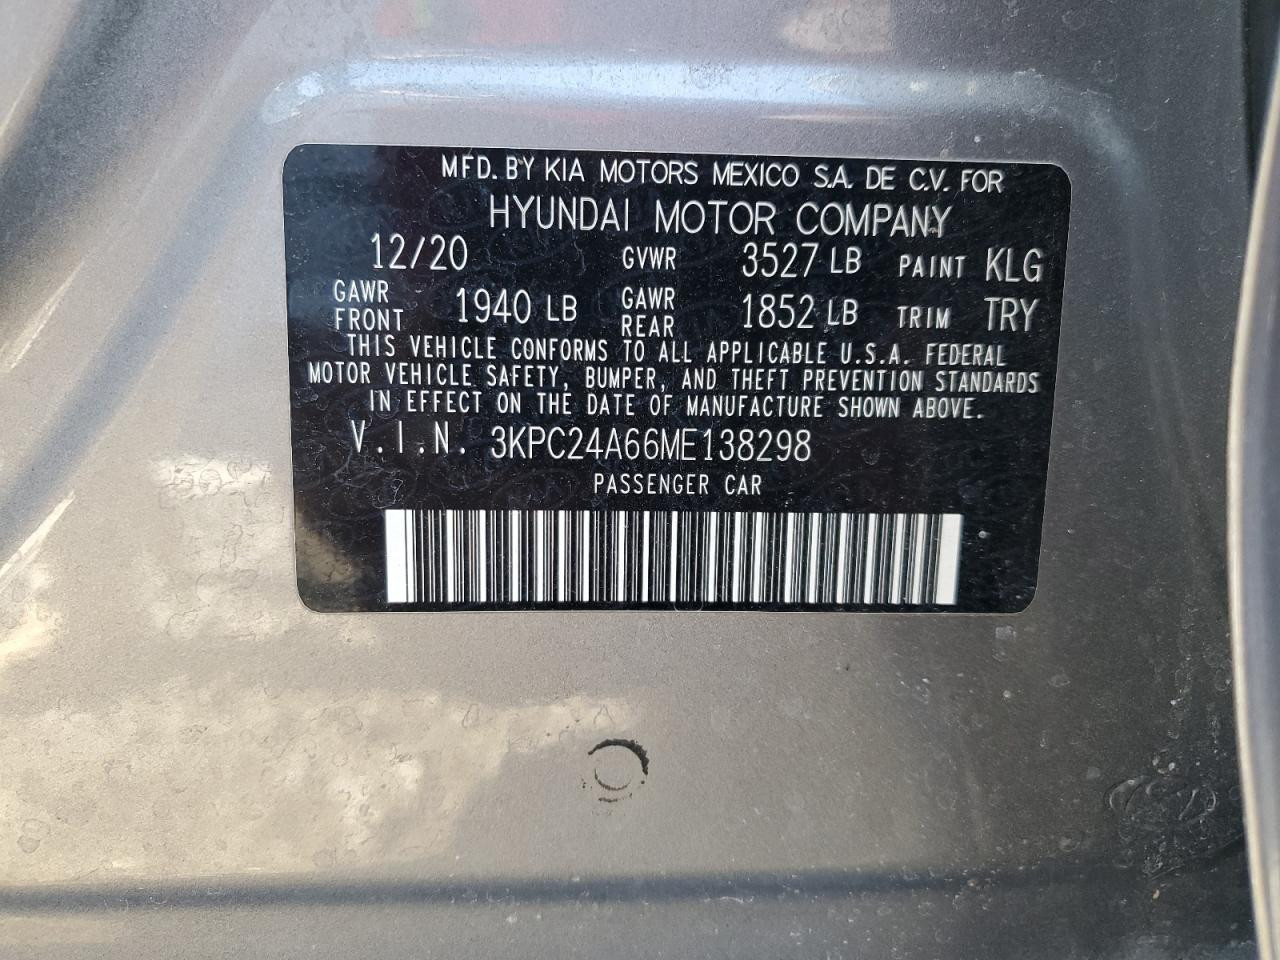 MFD. BY KIA MOTORS MEXICO S.A. DE C.V. FOR
HYUNDAI MOTOR COMPANY
12/20 GVWR 3527 LB PAINT KLG
GAWR FRONT 1940 LB GAWR REAR 1852 LB TRIM TRY
THIS VEHICLE CONFORMS TO ALL APPLICABLE U.S.A. FEDERAL
MOTOR VEHICLE SAFETY, BUMPER, AND THEFT PREVENTION STANDARDS
IN EFFECT ON THE DATE OF MANUFACTURE SHOWN ABOVE.
V.I.N. 3KPC24A66ME138298
PASSENGER CAR